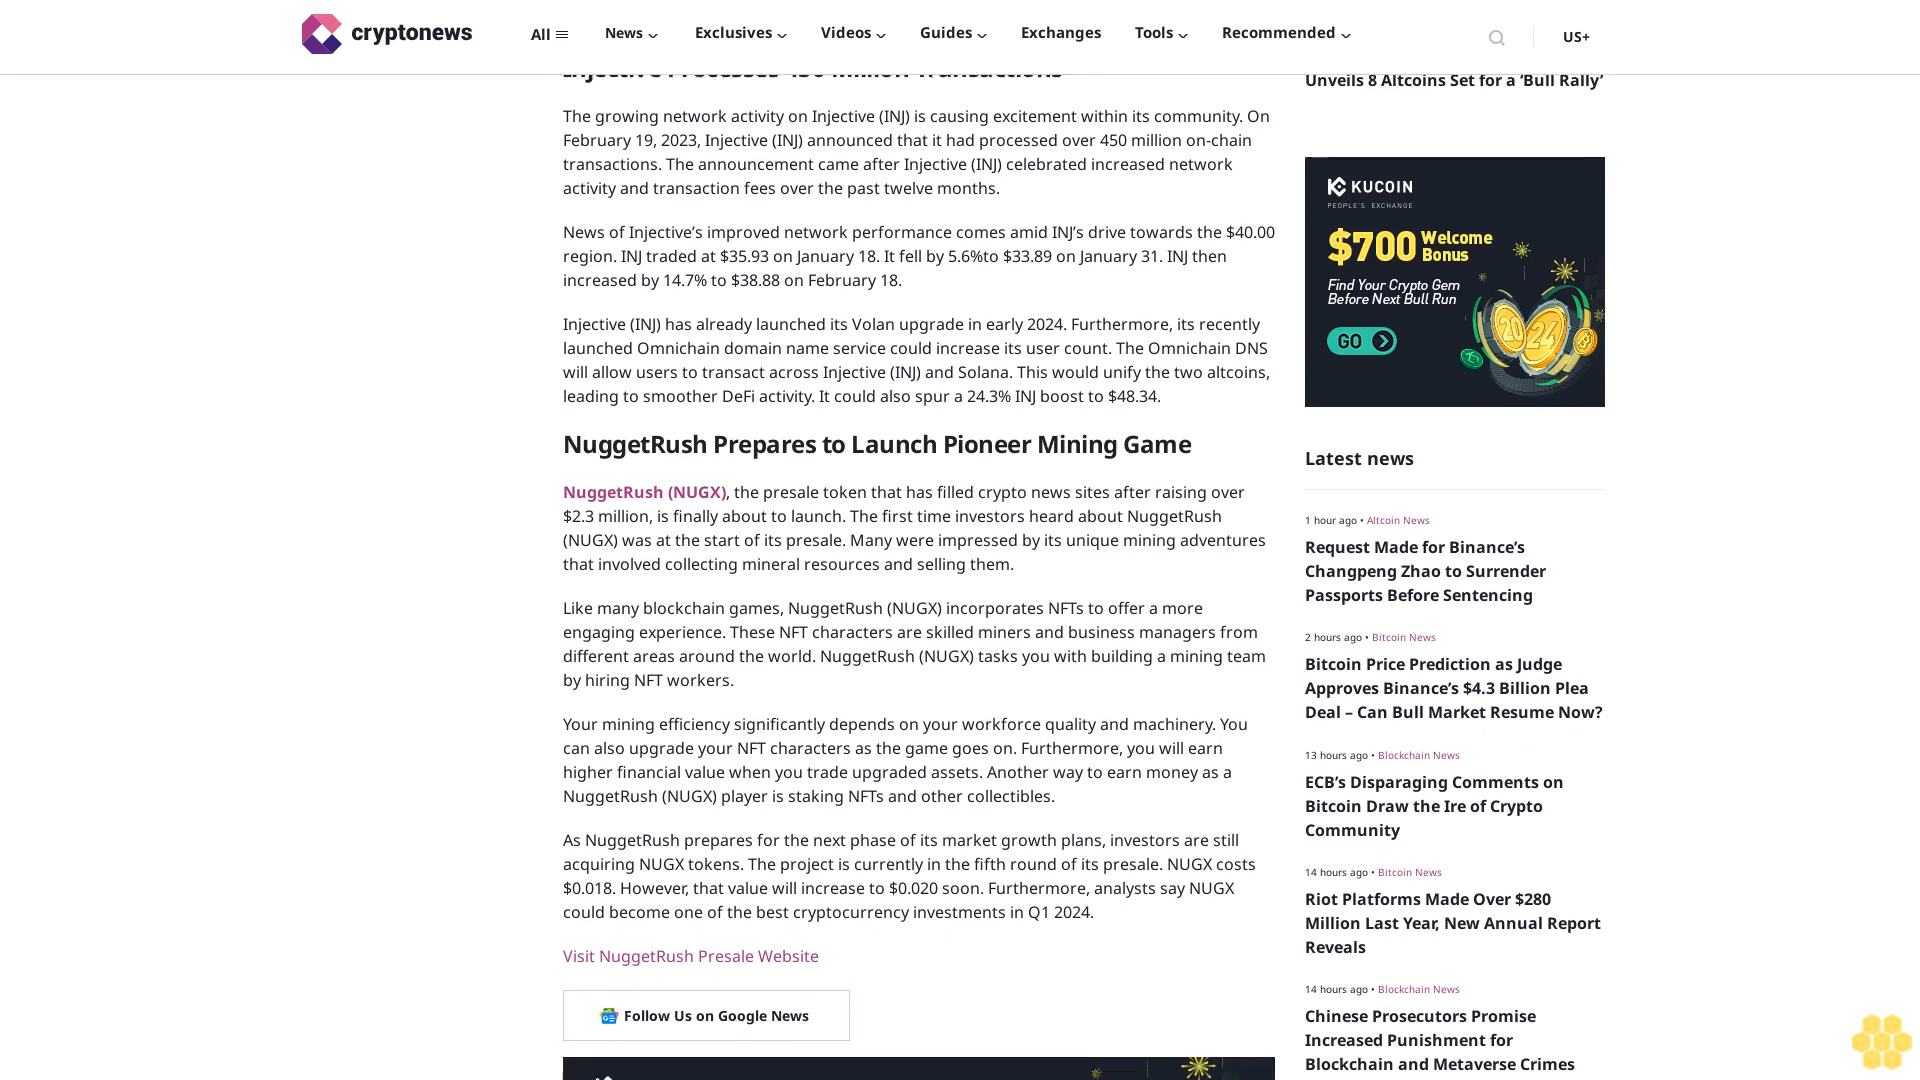 cryptonews
All
News
Exclusives
Videos
Guides
Exchanges
Tools
Recommended
US+
Injective Processes 450 Million Transactions
The growing network activity on Injective (INJ) is causing excitement within its community. On
February 19, 2023, Injective (INJ) announced that it had processed over 450 million on-chain
transactions. The announcement came after Injective (INJ) celebrated increased network
activity and transaction fees over the past twelve months.
News of Injective’s improved network performance comes amid INJ’s drive towards the $40.00
region. INJ traded at $35.93 on January 18. It fell by 5.6%to $33.89 on January 31. INJ then
increased by 14.7% to $38.88 on February 18.
Injective (INJ) has already launched its Volan upgrade in early 2024. Furthermore, its recently
launched Omnichain domain name service could increase its user count. The Omnichain DNS
will allow users to transact across Injective (INJ) and Solana. This would unify the two altcoins,
leading to smoother DeFi activity. It could also spur a 24.3% INJ boost to $48.34.
NuggetRush Prepares to Launch Pioneer Mining Game
NuggetRush (NUGX), the presale token that has filled crypto news sites after raising over
$2.3 million, is finally about to launch. The first time investors heard about NuggetRush
(NUGX) was at the start of its presale. Many were impressed by its unique mining adventures
that involved collecting mineral resources and selling them.
Like many blockchain games, NuggetRush (NUGX) incorporates NFTs to offer a more
engaging experience. These NFT characters are skilled miners and business managers from
different areas around the world. NuggetRush (NUGX) tasks you with building a mining team
by hiring NFT workers.
Your mining efficiency significantly depends on your workforce quality and machinery. You
can also upgrade your NFT characters as the game goes on. Furthermore, you will earn
higher financial value when you trade upgraded assets. Another way to earn money as a
NuggetRush (NUGX) player is staking NFTs and other collectibles.
As NuggetRush prepares for the next phase of its market growth plans, investors are still
acquiring NUGX tokens. The project is currently in the fifth round of its presale. NUGX costs
$0.018. However, that value will increase to $0.020 soon. Furthermore, analysts say NUGX
could become one of the best cryptocurrency investments in Q1 2024.
Visit NuggetRush Presale Website
Follow Us on Google News
Unveils 8 Altcoins Set for a ‘Bull Rally’
KUCOIN
PEOPLE'S EXCHANGE
$700 Welcome
Bonus
Find Your Crypto Gem
Before Next Bull Run
GO
20 24
Latest news
1 hour ago • Altcoin News
Request Made for Binance’s
Changpeng Zhao to Surrender
Passports Before Sentencing
2 hours ago • Bitcoin News
Bitcoin Price Prediction as Judge
Approves Binance’s $4.3 Billion Plea
Deal – Can Bull Market Resume Now?
13 hours ago • Blockchain News
ECB’s Disparaging Comments on
Bitcoin Draw the Ire of Crypto
Community
14 hours ago • Bitcoin News
Riot Platforms Made Over $280
Million Last Year, New Annual Report
Reveals
14 hours ago • Blockchain News
Chinese Prosecutors Promise
Increased Punishment for
Blockchain and Metaverse Crimes